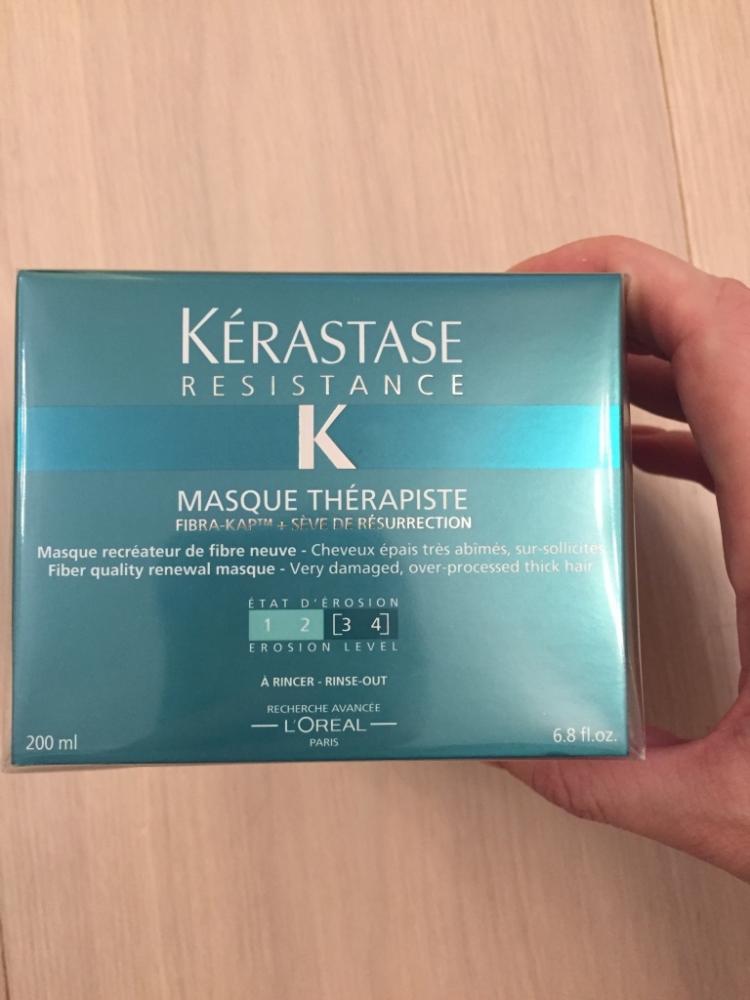 KÉRASTASE
RESISTANCE
K
MASQUE THÉRAPISTE
FIBRA-KAP™ + SÈVE DE RÉSURRECTION
Masque recréateur de fibre neuve - Cheveux épais très abîmés, sur-sollicités
Fiber quality renewal masque - Very damaged, over-processed thick hair
ÉTAT D'ÉROSION
1 2 [3 4]
EROSION LEVEL
À RINCER - RINSE-OUT
RECHERCHE AVANCÉE
L'ORÉAL
PARIS
200 ml 6.8 fl.oz.